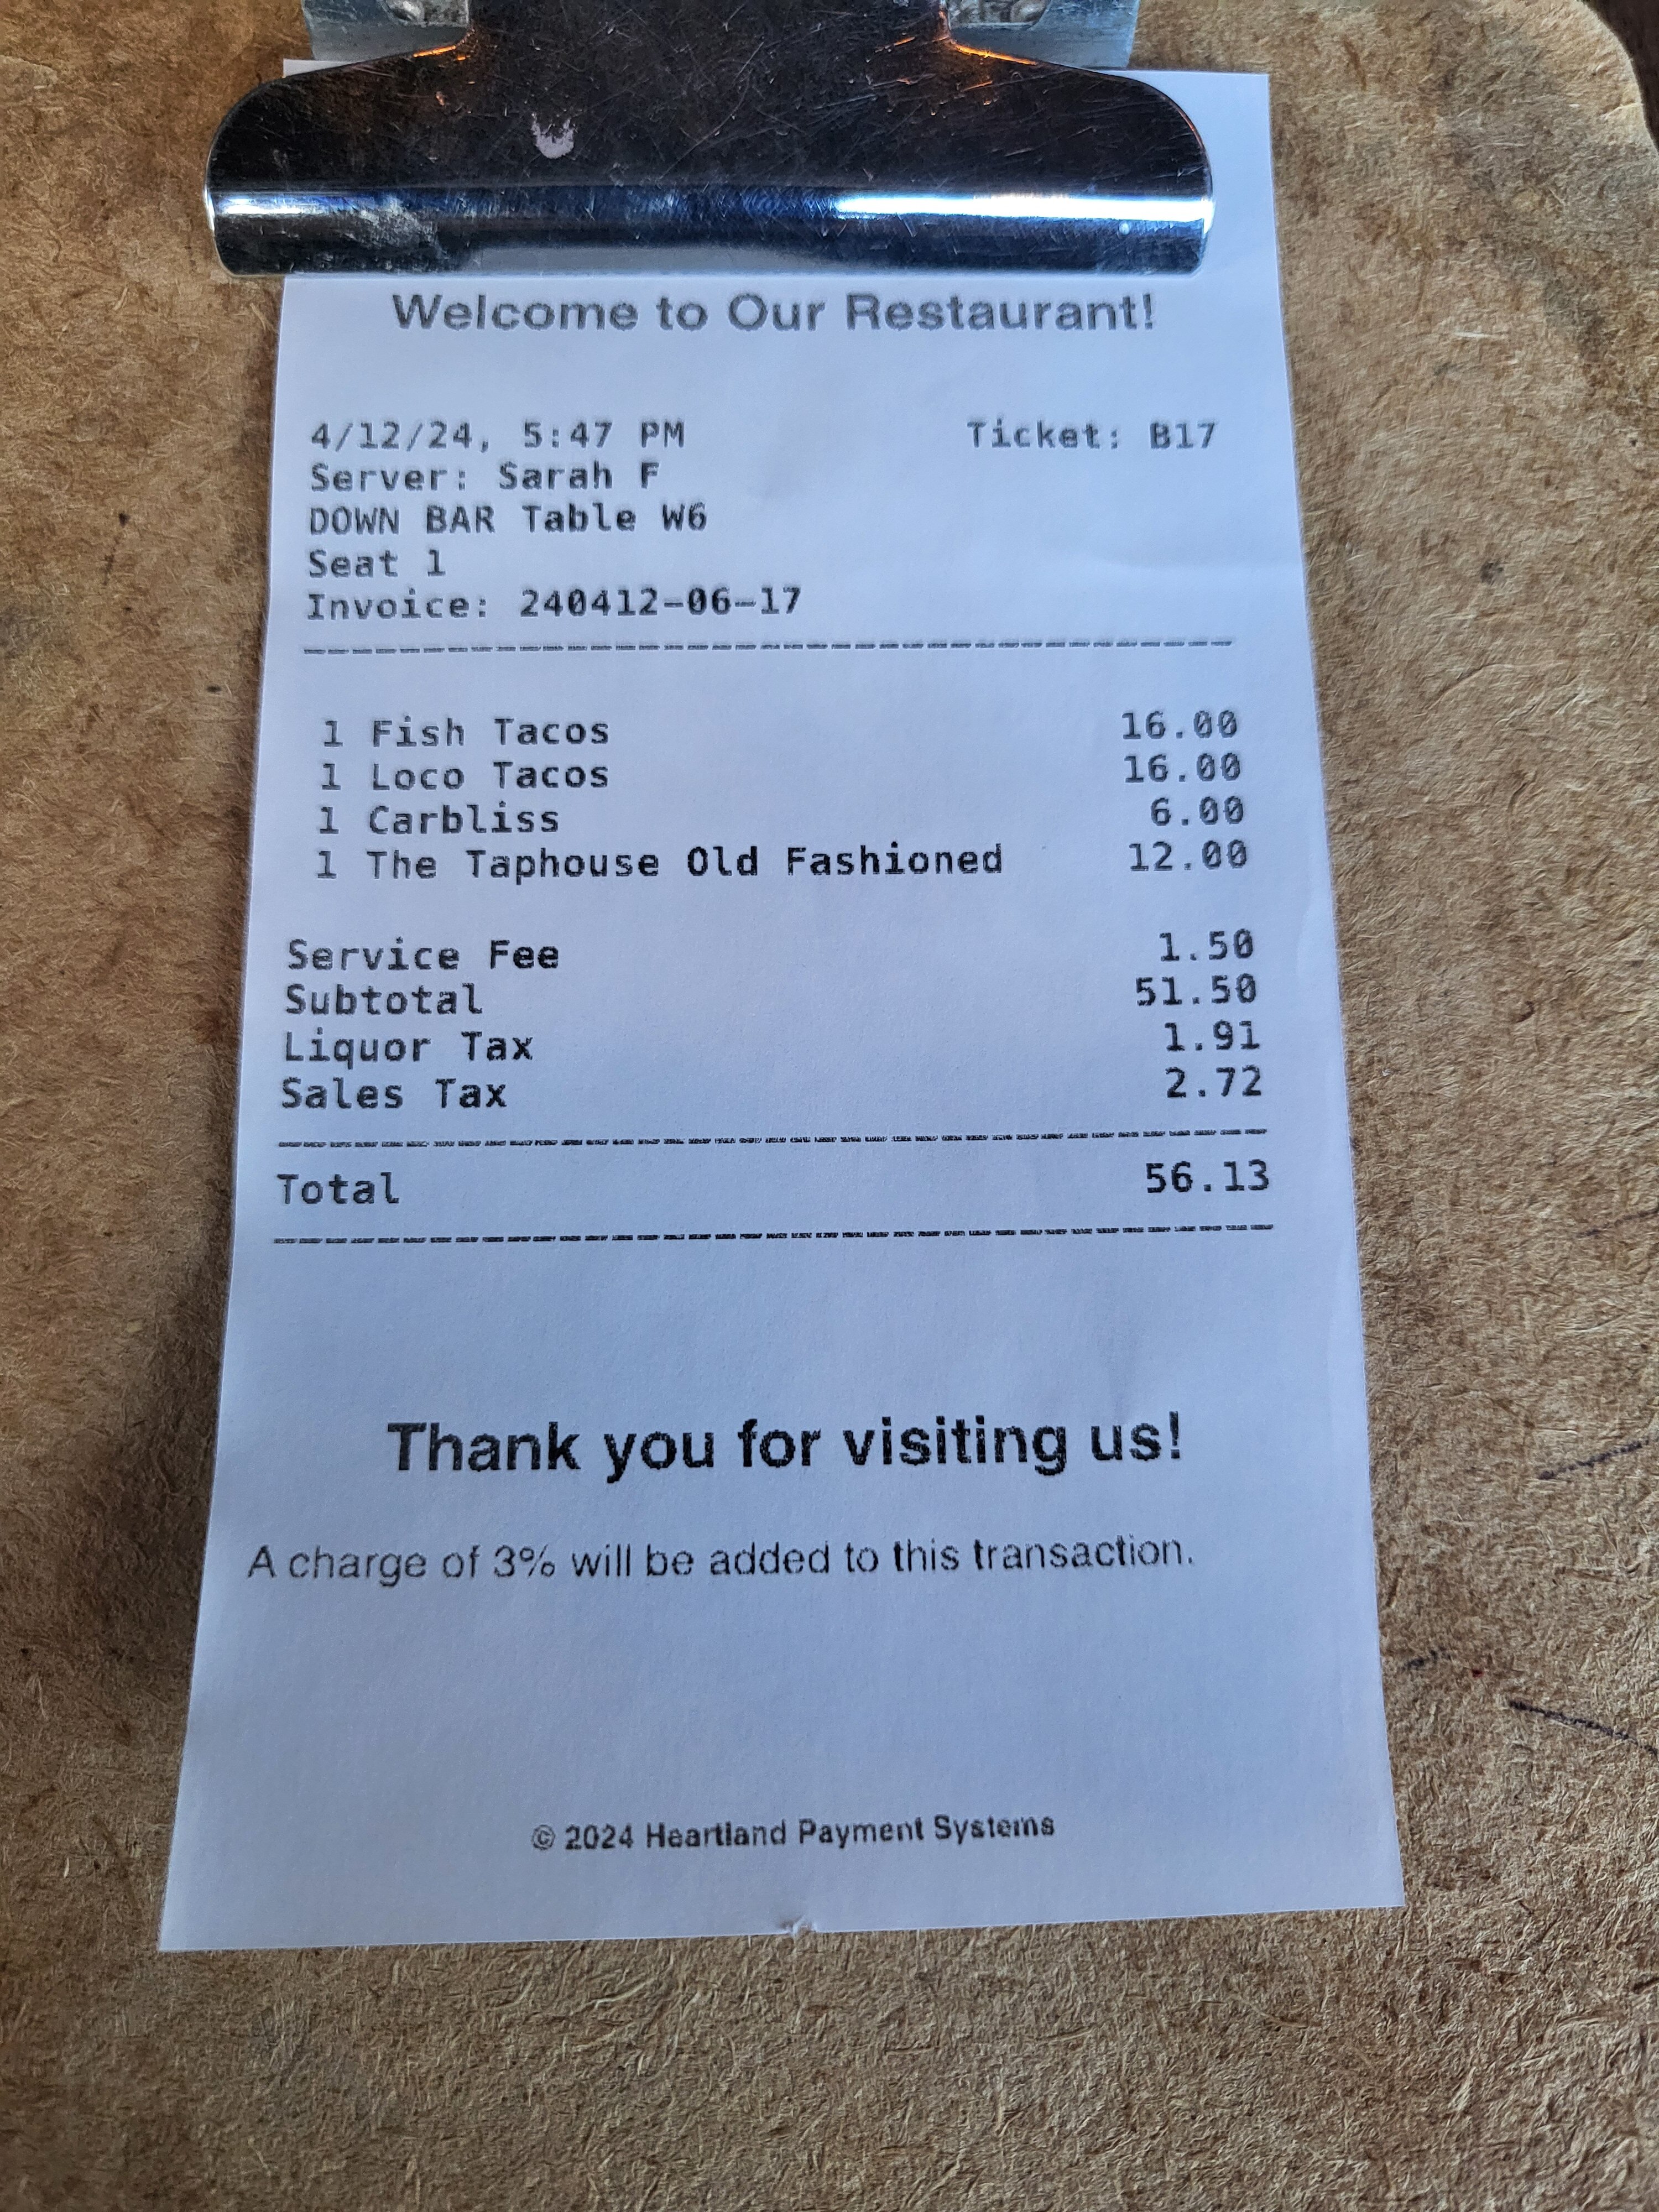 Welcome to Our Restaurant!
4/12/24, 5:47 PM Ticket: B17
Server: Sarah F
DOWN BAR Table W6
Seat 1
Invoice: 240412-06-17
1 Fish Tacos 16.00
1 Loco Tacos 16.00
1 Carbliss 6.00
1 The Taphouse Old Fashioned 12.00
Service Fee 1.50
Subtotal 51.50
Liquor Tax 1.91
Sales Tax 2.72
Total 56.13
Thank you for visiting us!
A charge of 3% will be added to this transaction.
© 2024 Heartland Payment Systems